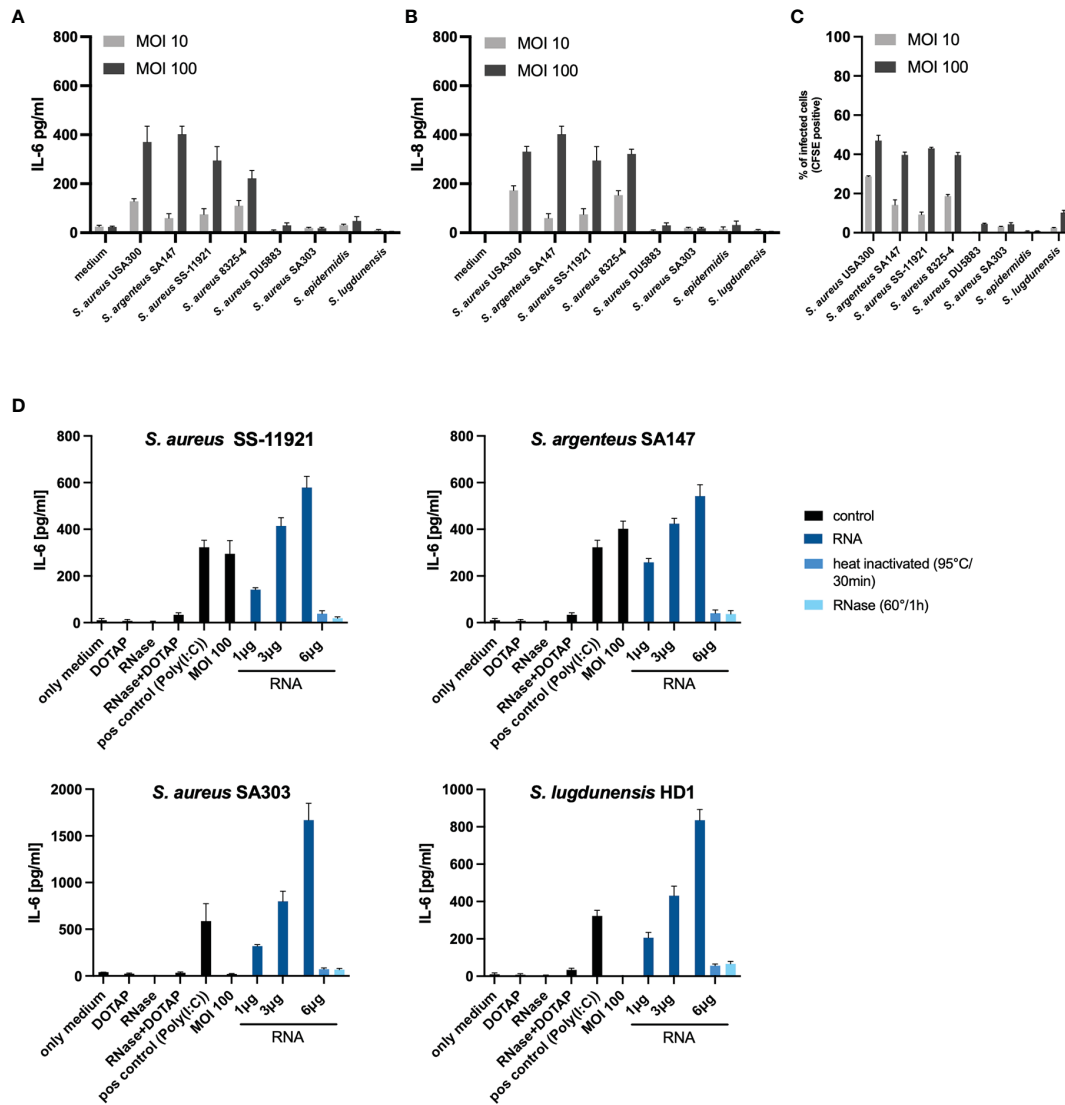 A
IL-6 pg/ml
800
600
400
200
0
MOI 10
MOI 100
medium
S. aureus USA300
S. argenteus SA147
S. aureus SS-11921
S. aureus 8325-4
S. aureus DU5883
S. aureus SA303
S. epidermidis
S. lugdunensis
B
IL-8 pg/ml
800
600
400
200
0
MOI 10
MOI 100
medium
S. aureus USA300
S. argenteus SA147
S. aureus SS-11921
S. aureus 8325-4
S. aureus DU5883
S. aureus SA303
S. epidermidis
S. lugdunensis
C
% of infected cells
(CFSE positive)
100
80
60
40
20
0
MOI 10
MOI 100
S. aureus USA300
S. argenteus SA147
S. aureus SS-11921
S. aureus 8325-4
S. aureus DU5883
S. aureus SA303
S. epidermidis
S. lugdunensis
D
S. aureus SS-11921
IL-6 [pg/ml]
800
600
400
200
0
only medium
DOTAP
RNase
RNase+DOTAP
pos control (Poly(I:C))
MOI 100
1µg
3µg
6µg
RNA
S. argenteus SA147
IL-6 [pg/ml]
800
600
400
200
0
only medium
DOTAP
RNase
RNase+DOTAP
pos control (Poly(I:C))
MOI 100
1µg
3µg
6µg
RNA
control
RNA
heat inactivated (95°C/
30min)
RNase (60°/1h)
S. aureus SA303
IL-6 [pg/ml]
2000
1500
1000
500
0
only medium
DOTAP
RNase
RNase+DOTAP
pos control (Poly(I:C))
MOI 100
1µg
3µg
6µg
RNA
S. lugdunensis HD1
IL-6 [pg/ml]
1000
800
600
400
200
0
only medium
DOTAP
RNase
RNase+DOTAP
pos control (Poly(I:C))
MOI 100
1µg
3µg
6µg
RNA